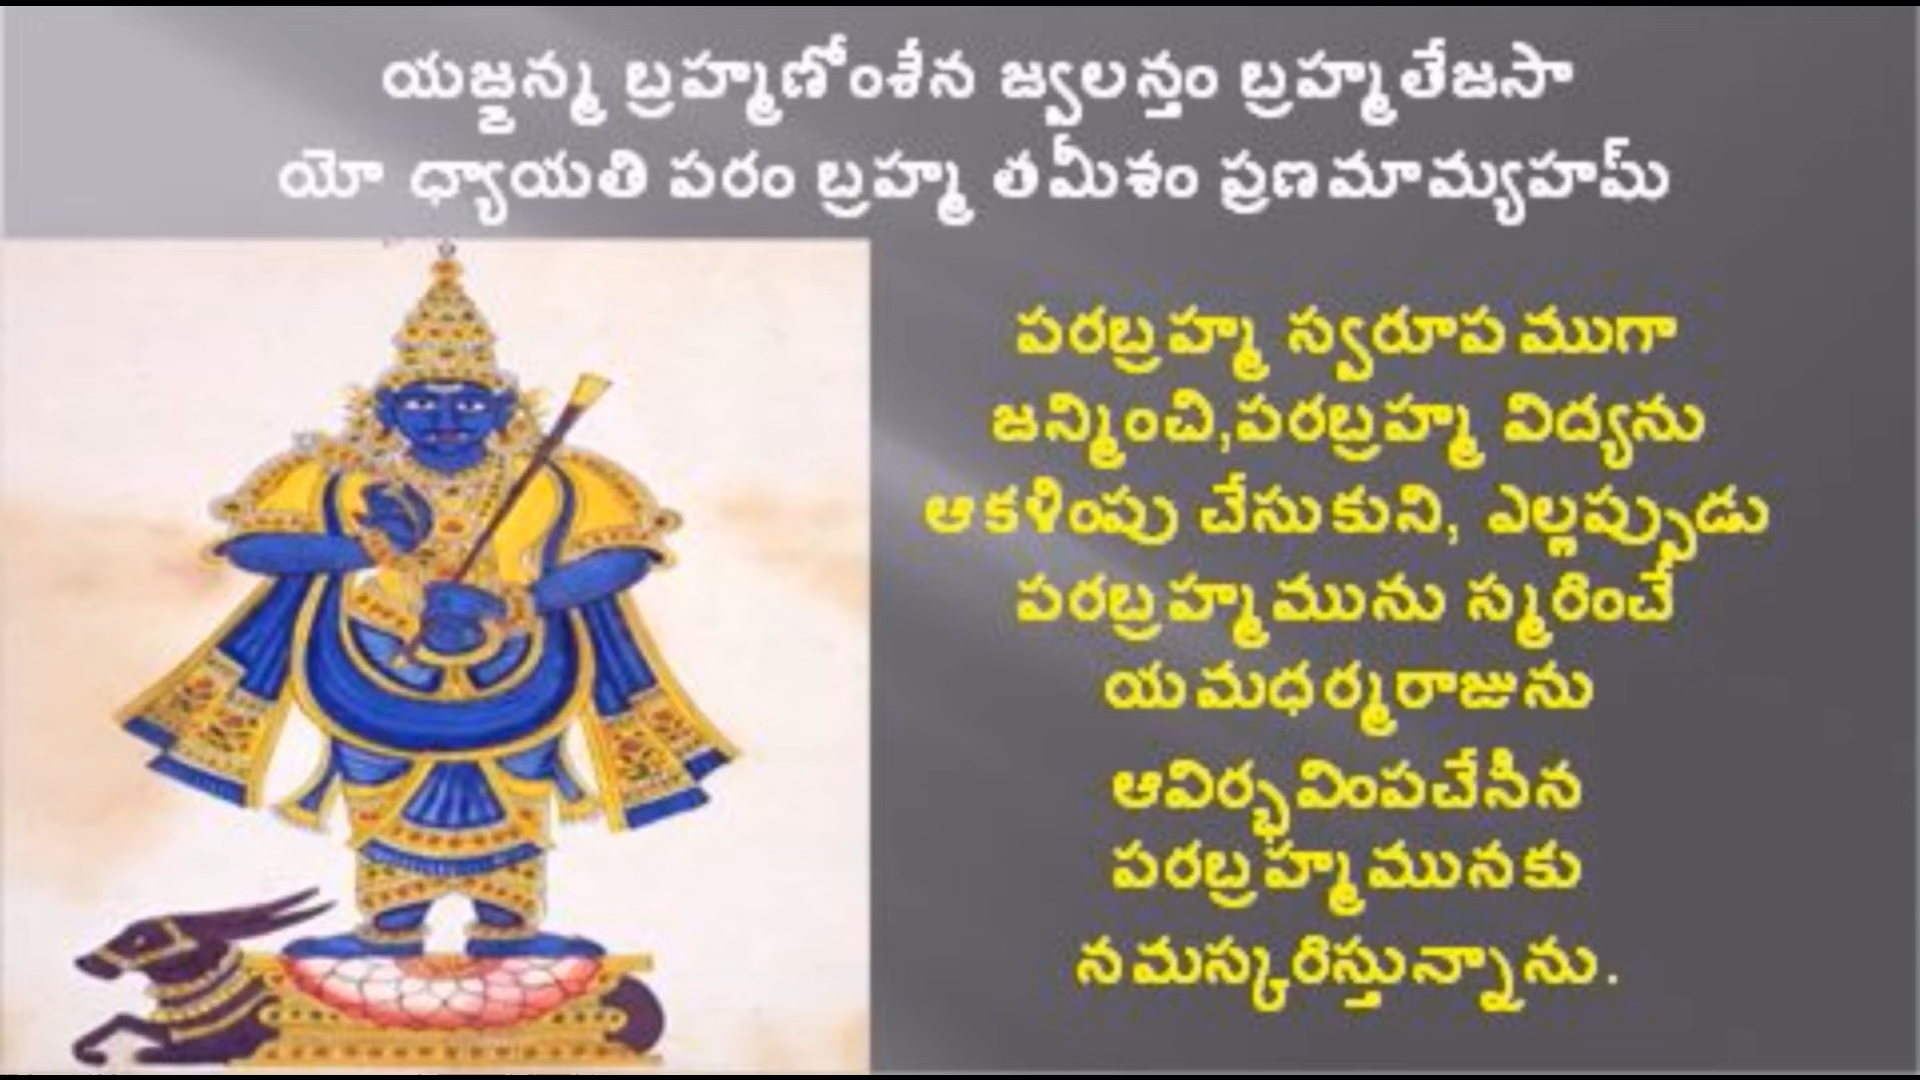 యజ్జన్మ బ్రహ్మణోంశేన జ్వలన్తం బ్రహ్మతేజసా
యో ధ్యాయతి పరం బ్రహ్మ తమీశం ప్రణమామ్యహమ్
పరబ్రహ్మ స్వరూపముగా
జన్మించి,పరబ్రహ్మ విద్యను
ఆకళింపు చేసుకుని, ఎల్లప్పుడు
పరబ్రహ్మమును స్మరించే
యమధర్మరాజును
ఆవిర్భవింపచేసిన
పరబ్రహ్మమునకు
నమస్కరిస్తున్నాను.